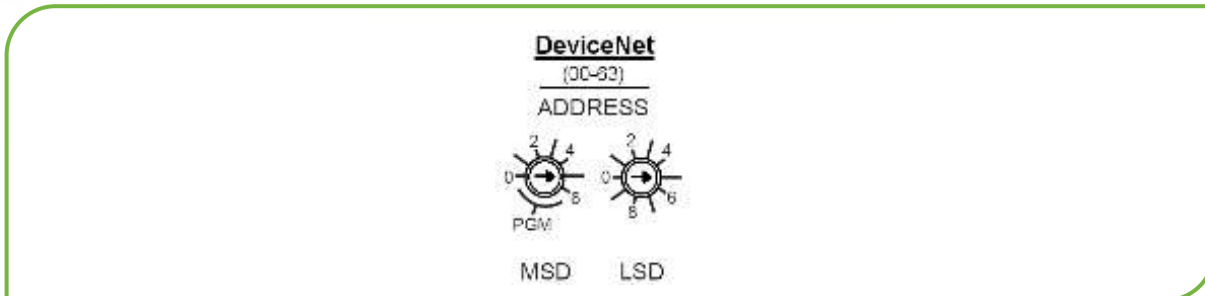 DeviceNet
(00-63)
ADDRESS
2 4 2 4
0 0
6 6
8
PGM
MSD LSD